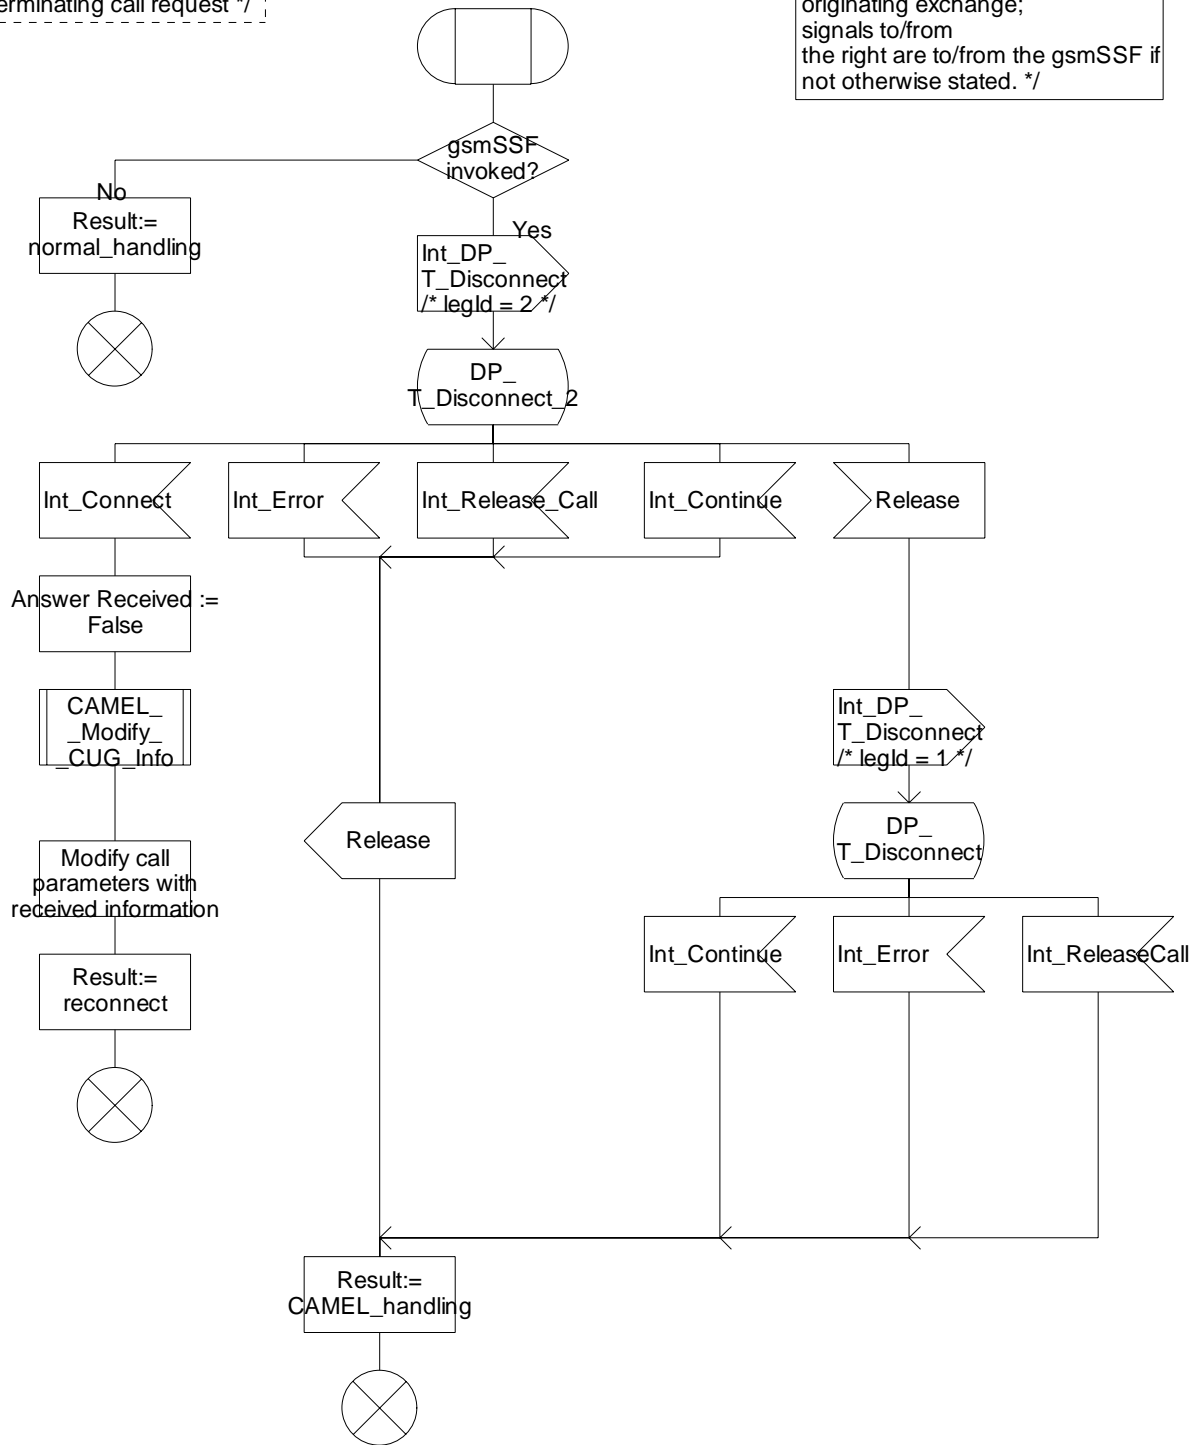 erminating call request */
originating exchange;
signals to/from
the right are to/from the gsmSSF if
not otherwise stated. */
gsmSSF
invoked?
No
Yes
Result:=
normal_handling
Int_DP_
T_Disconnect
/* legId = 2 */
DP_
T_Disconnect_2
Int_Connect
Int_Error
Int_Release_Call
Int_Continue
Release
Answer Received :=
False
CAMEL_
_Modify_
_CUG_Info
Int_DP_
T_Disconnect
/* legId = 1 */
Release
DP_
T_Disconnect
Modify call
parameters with
received information
Int_Continue
Int_Error
Int_ReleaseCall
Result:=
reconnect
Result:=
CAMEL_handling